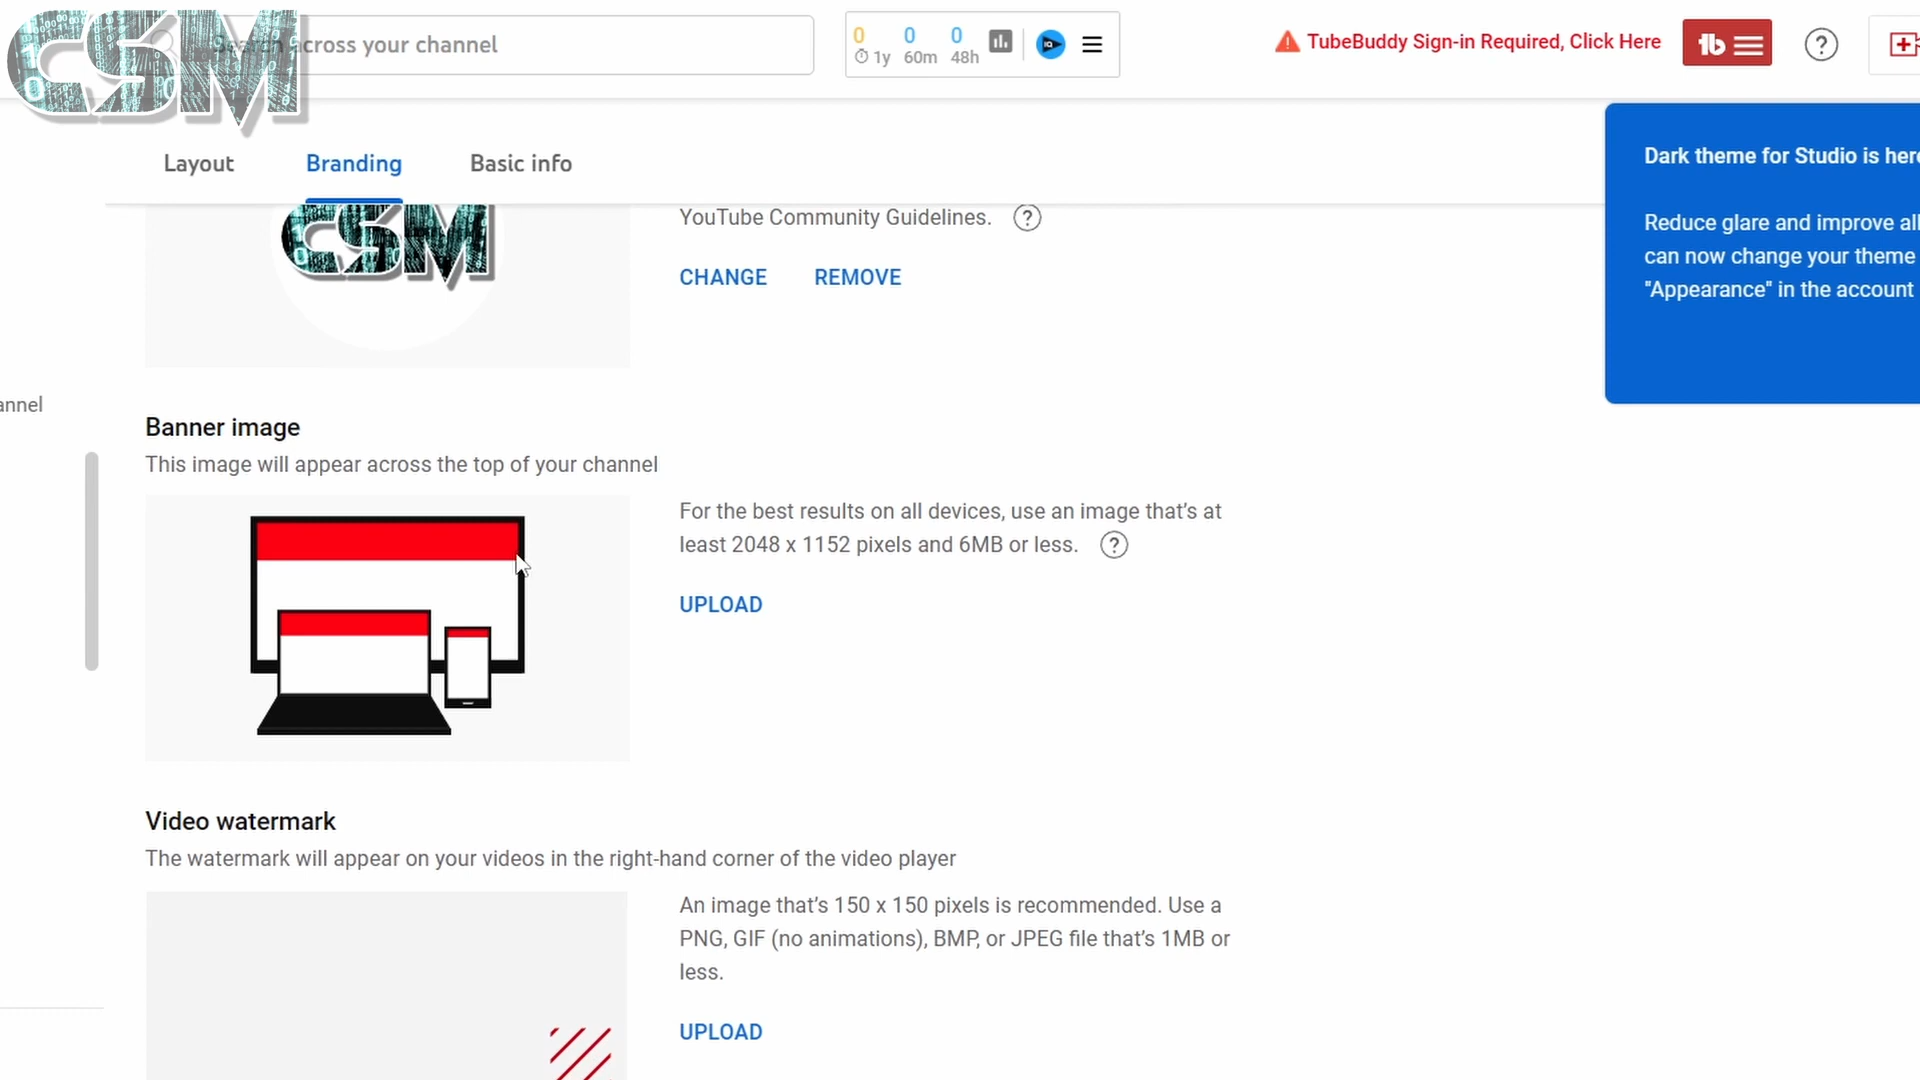 CSM
Search across your channel
0 0 0
1y 60m 48h
TubeBuddy Sign-in Required, Click Here
tb
?
Layout Branding Basic info
Dark theme for Studio is here
Reduce glare and improve all
can now change your theme
"Appearance" in the account
CSM
YouTube Community Guidelines. ?
CHANGE REMOVE
annel
Banner image
This image will appear across the top of your channel
For the best results on all devices, use an image that's at
least 2048 x 1152 pixels and 6MB or less. ?
UPLOAD
Video watermark
The watermark will appear on your videos in the right-hand corner of the video player
An image that's 150 x 150 pixels is recommended. Use a
PNG, GIF (no animations), BMP, or JPEG file that's 1MB or
less.
UPLOAD